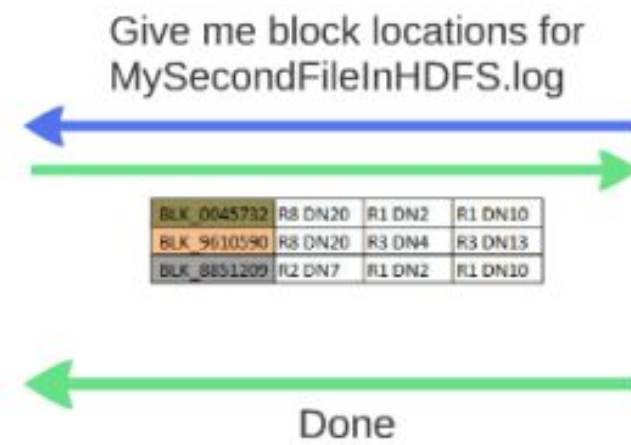 Give me block locations for
MySecondFileInHDFS.log
BLK_0045732 R8 DN20 R1 DN2 R1 DN10
BLK_9610590 R8 DN20 R3 DN4 R3 DN13
BLK_8851209 R2 DN7 R1 DN2 R1 DN10
Done